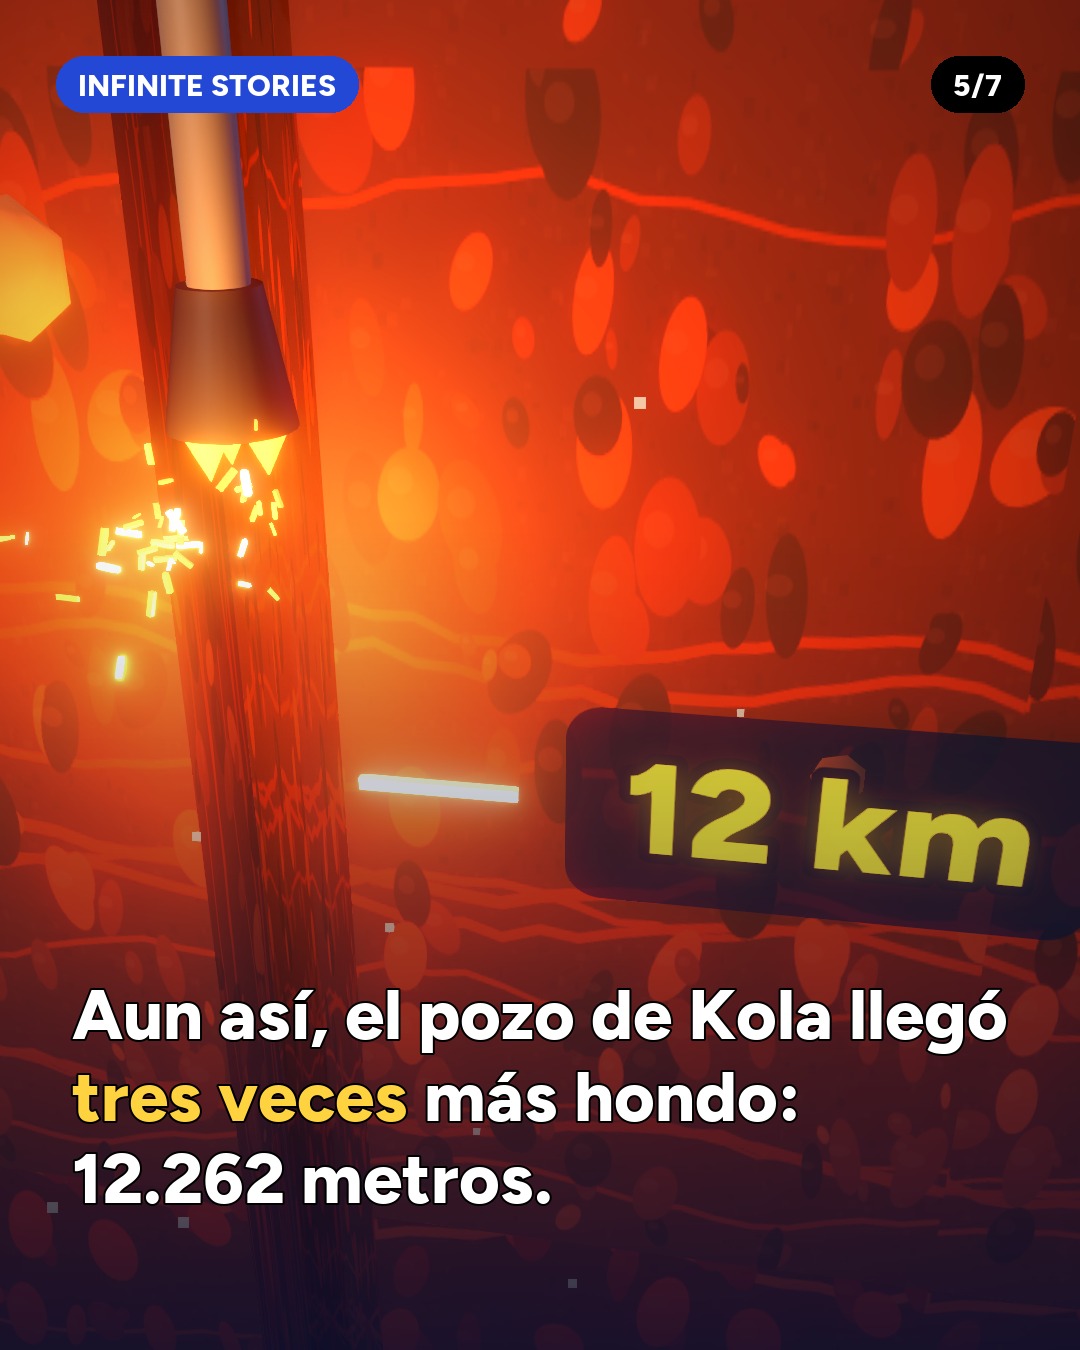 INFINITE STORIES
5/7
12 km
Aun así, el pozo de Kola llegó
tres veces más hondo:
12.262 metros.